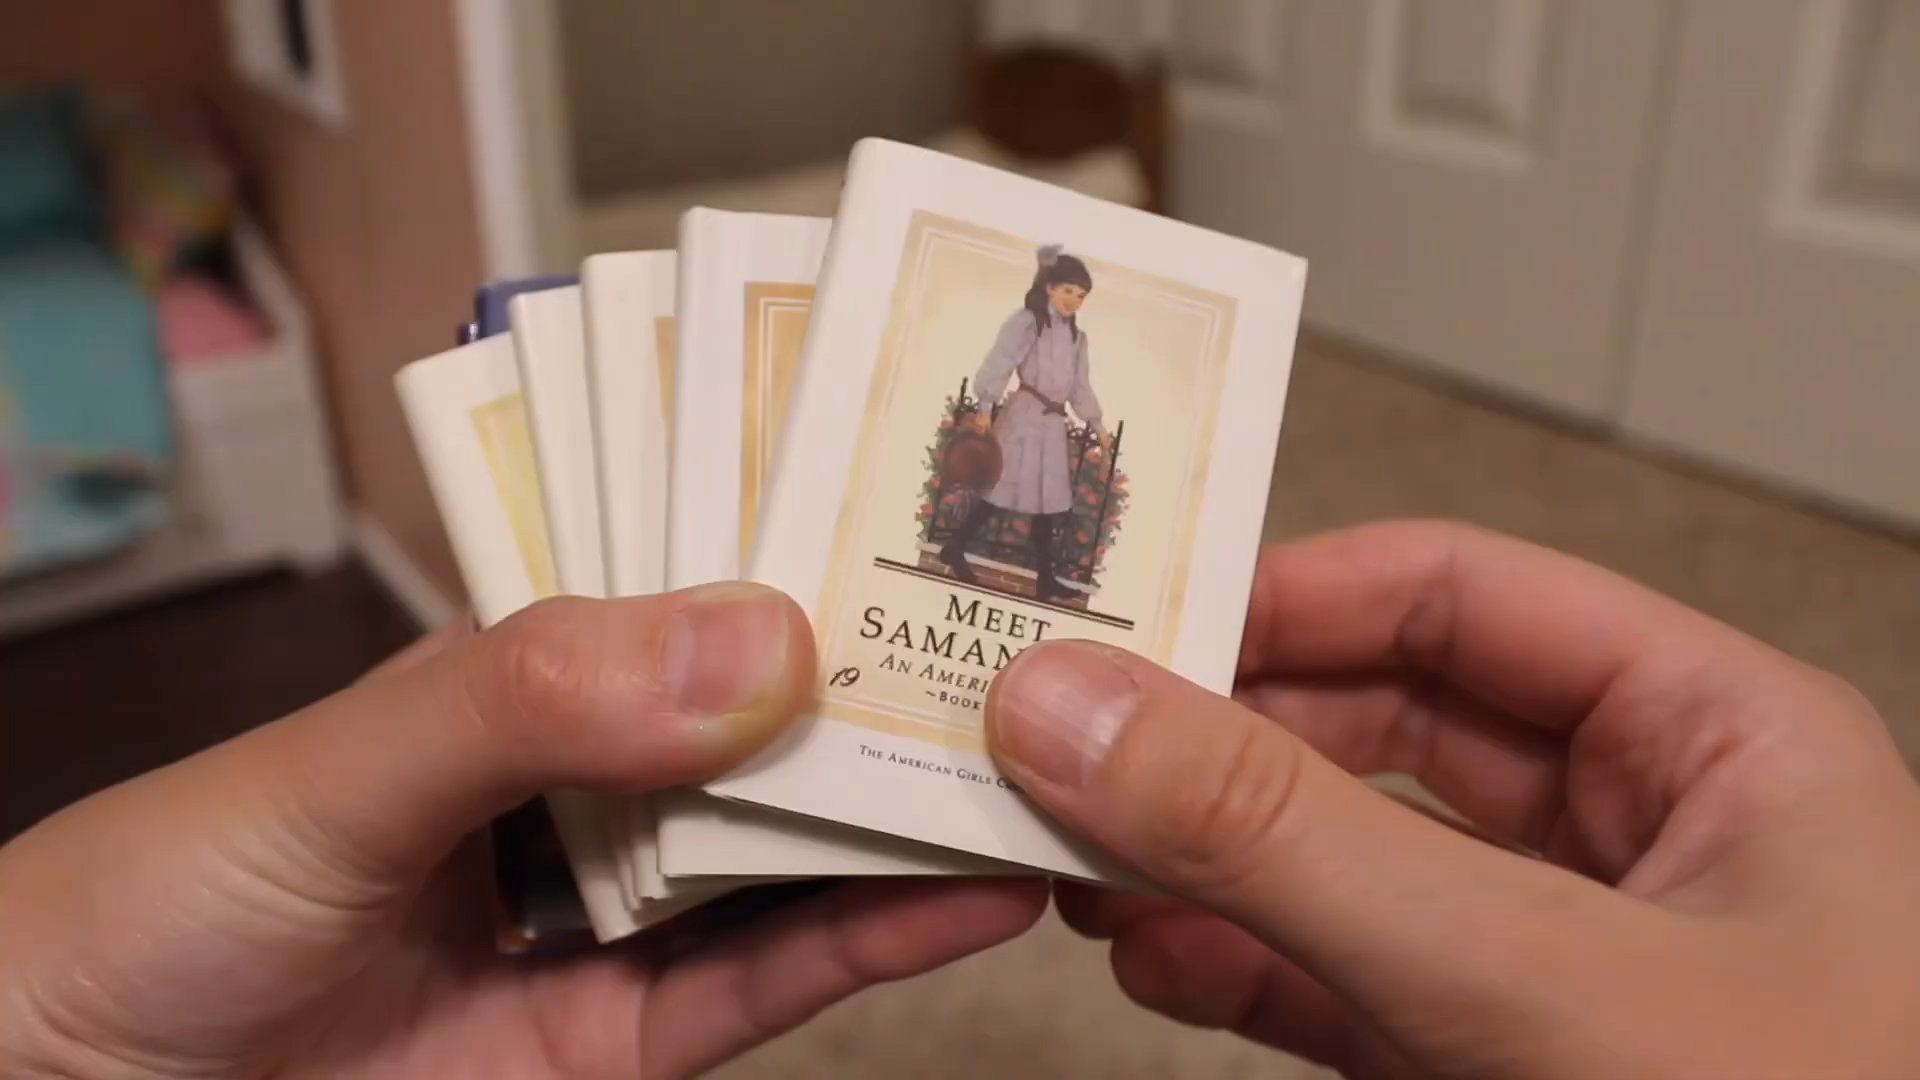 MEET
SAMAN
AN AMERI
19
~BOOK
THE AMERICAN GIRLS C